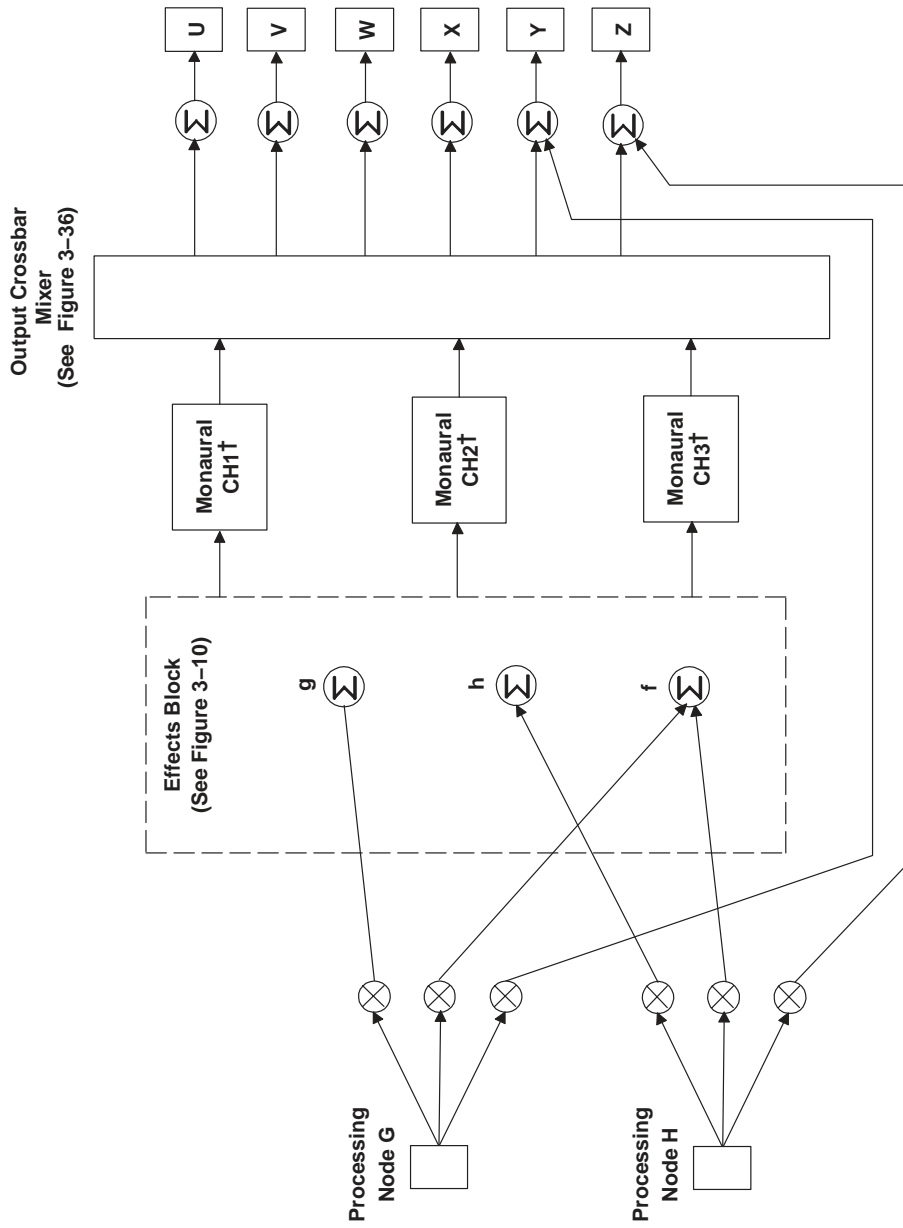 Processing
Node G
Processing
Node H
Effects Block
(See Figure 3–10)
g
Σ
h
Σ
f
Σ
Monaural
CH1†
Monaural
CH2†
Monaural
CH3†
Output Crossbar
Mixer
(See Figure 3–36)
Σ
U
Σ
V
Σ
W
Σ
X
Σ
Y
Σ
Z